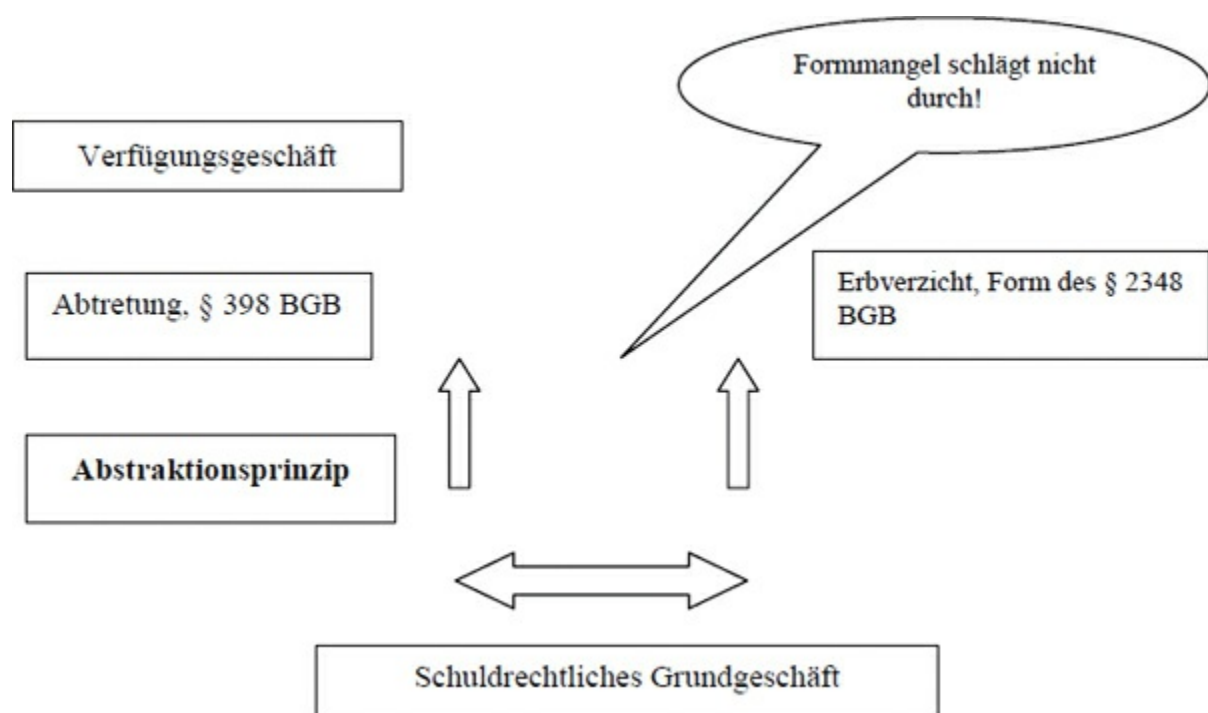 Formmangel schlägt nicht
durch!
Verfügungsgeschäft
Abtretung, § 398 BGB
Erbverzicht, Form des § 2348
BGB
Abstraktionsprinzip
Schuldrechtliches Grundgeschäft